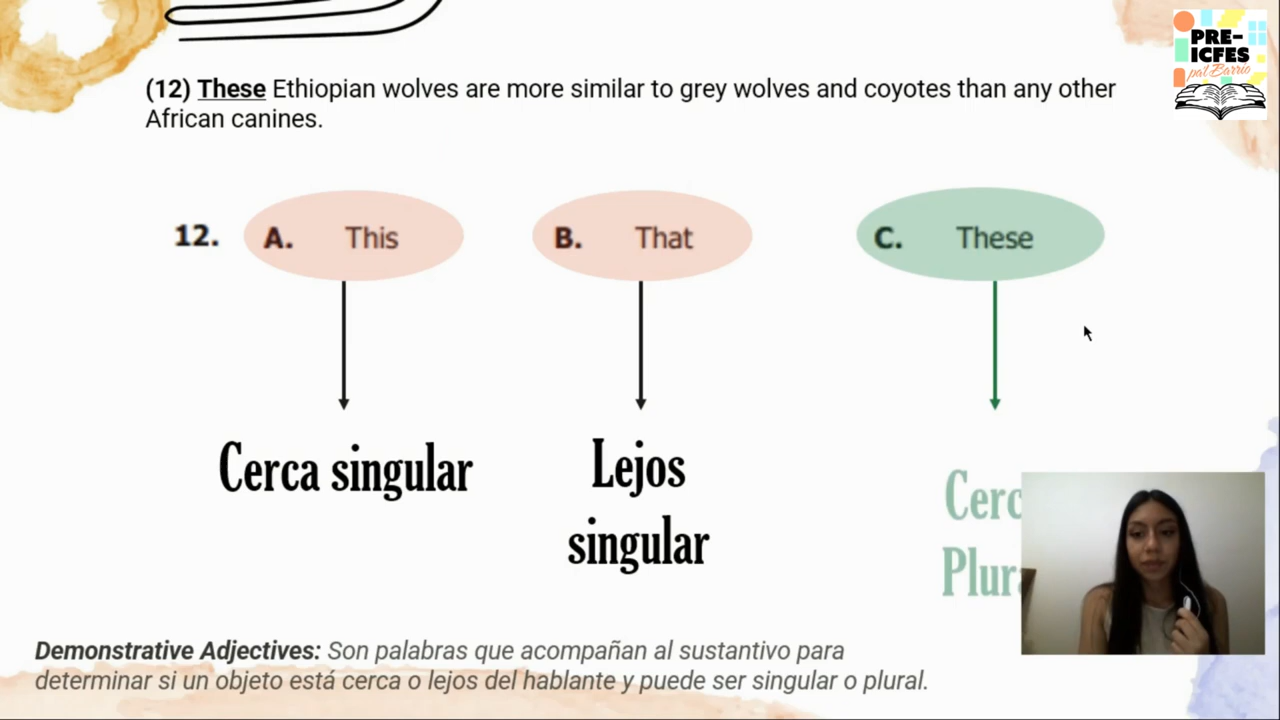 PRE-
ICFES
pa'l Barrio
(12) These Ethiopian wolves are more similar to grey wolves and coyotes than any other
African canines.
12. A. This B. That C. These
Cerca singular
Lejos
singular
Demonstrative Adjectives: Son palabras que acompañan al sustantivo para
determinar si un objeto está cerca o lejos del hablante y puede ser singular o plural.